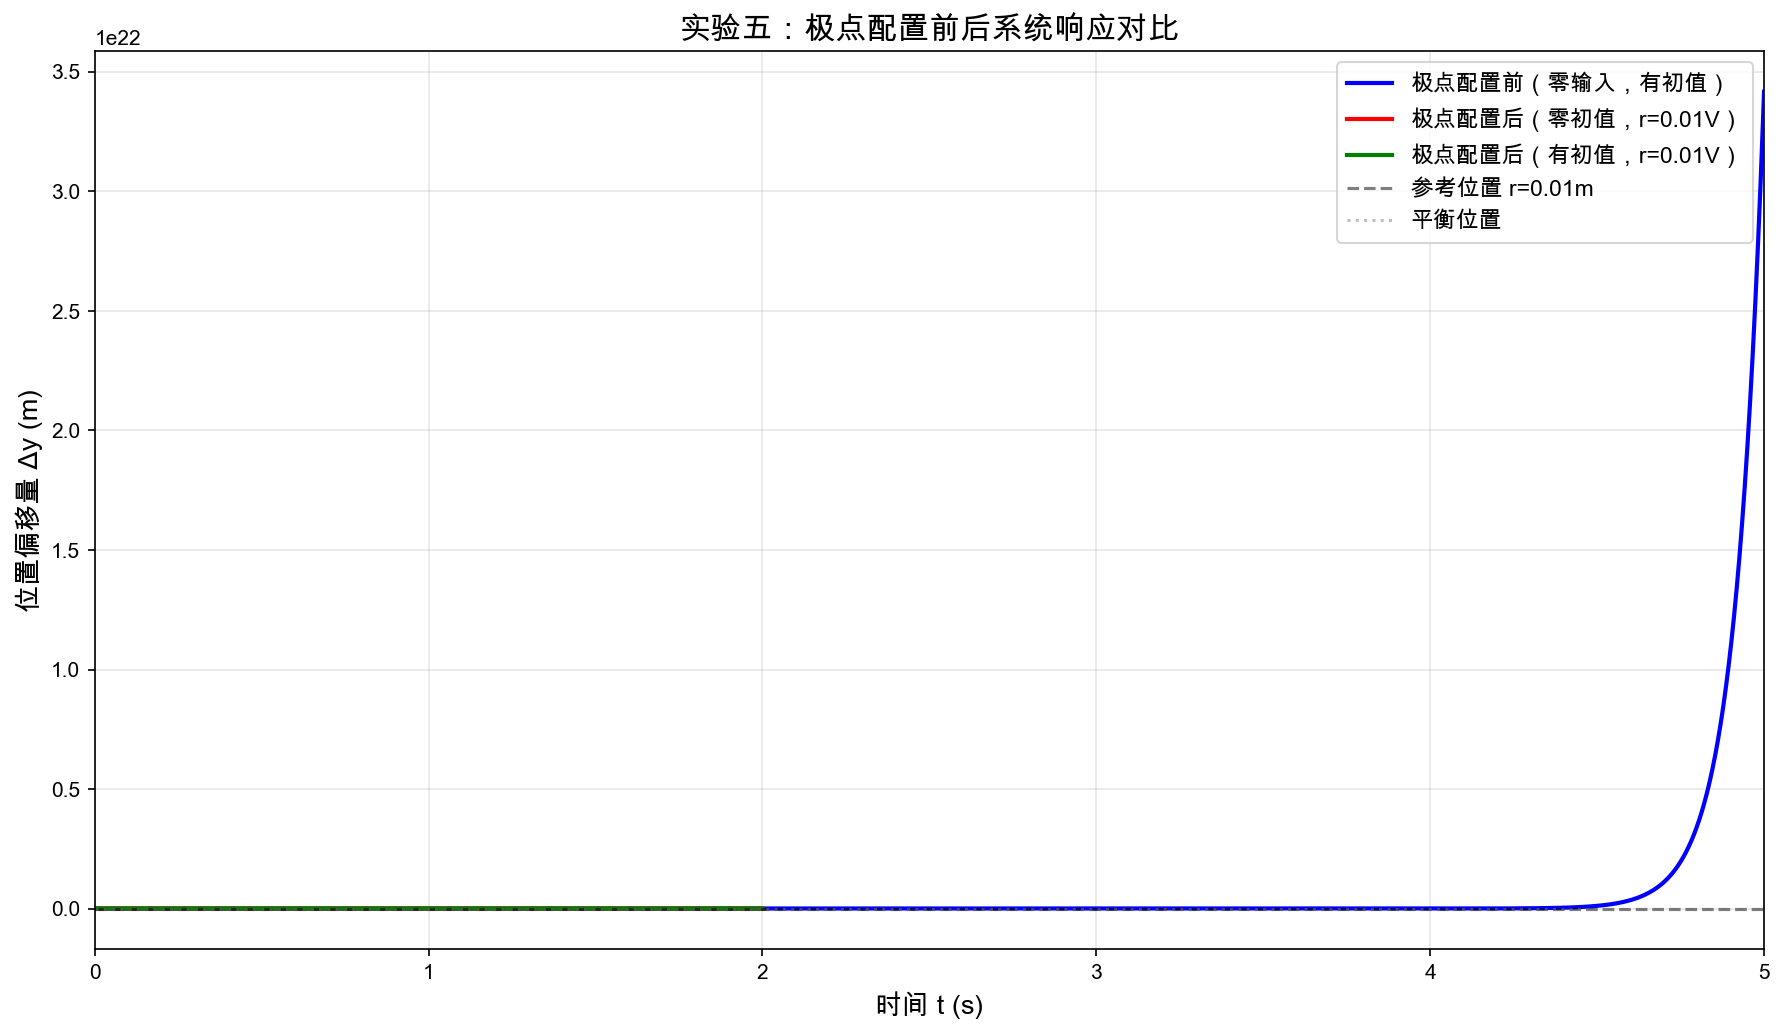 实验五：极点配置前后系统响应对比
1e22
3.5
3.0
2.5
2.0
1.5
1.0
0.5
0.0
位置偏移量 Δy (m)
极点配置前（零输入，有初值）
极点配置后（零初值，r=0.01V）
极点配置后（有初值，r=0.01V）
参考位置 r=0.01m
平衡位置
0 1 2 3 4 5
时间 t (s)